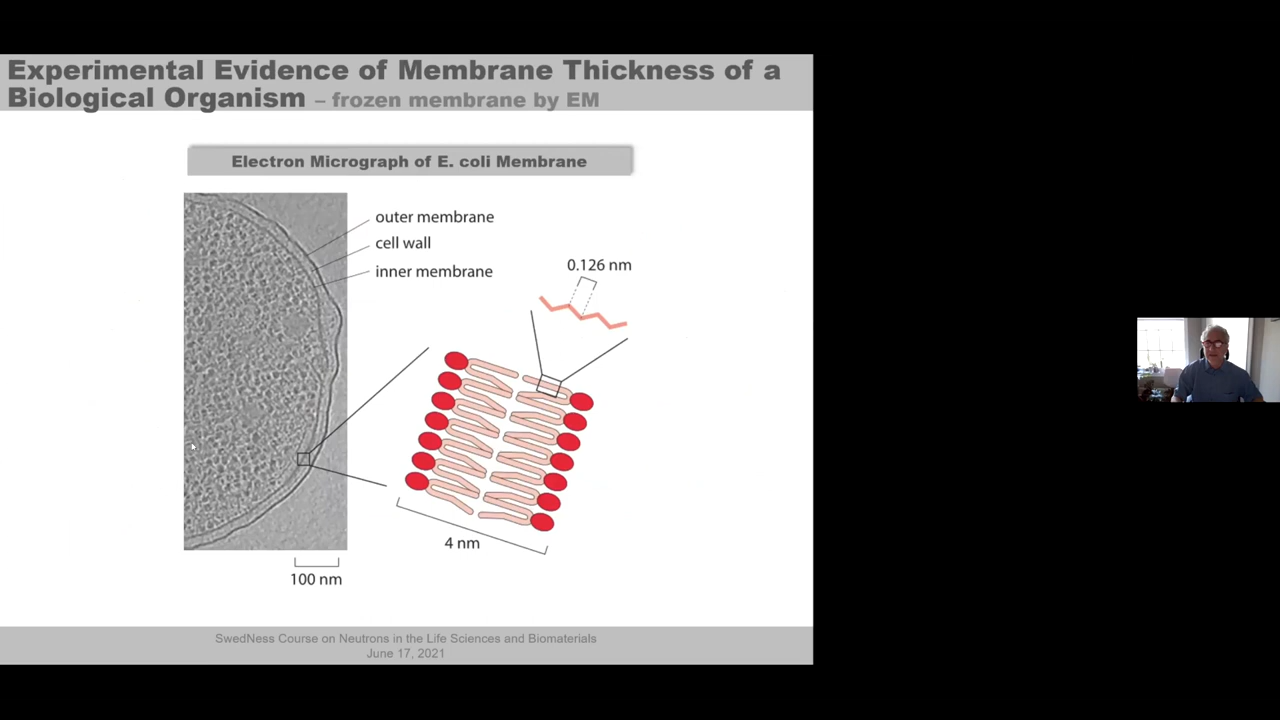 Experimental Evidence of Membrane Thickness of a
Biological Organism – frozen membrane by EM
Electron Micrograph of E. coli Membrane
outer membrane
cell wall
inner membrane
0.126 nm
4 nm
100 nm
SwedNess Course on Neutrons in the Life Sciences and Biomaterials
June 17, 2021